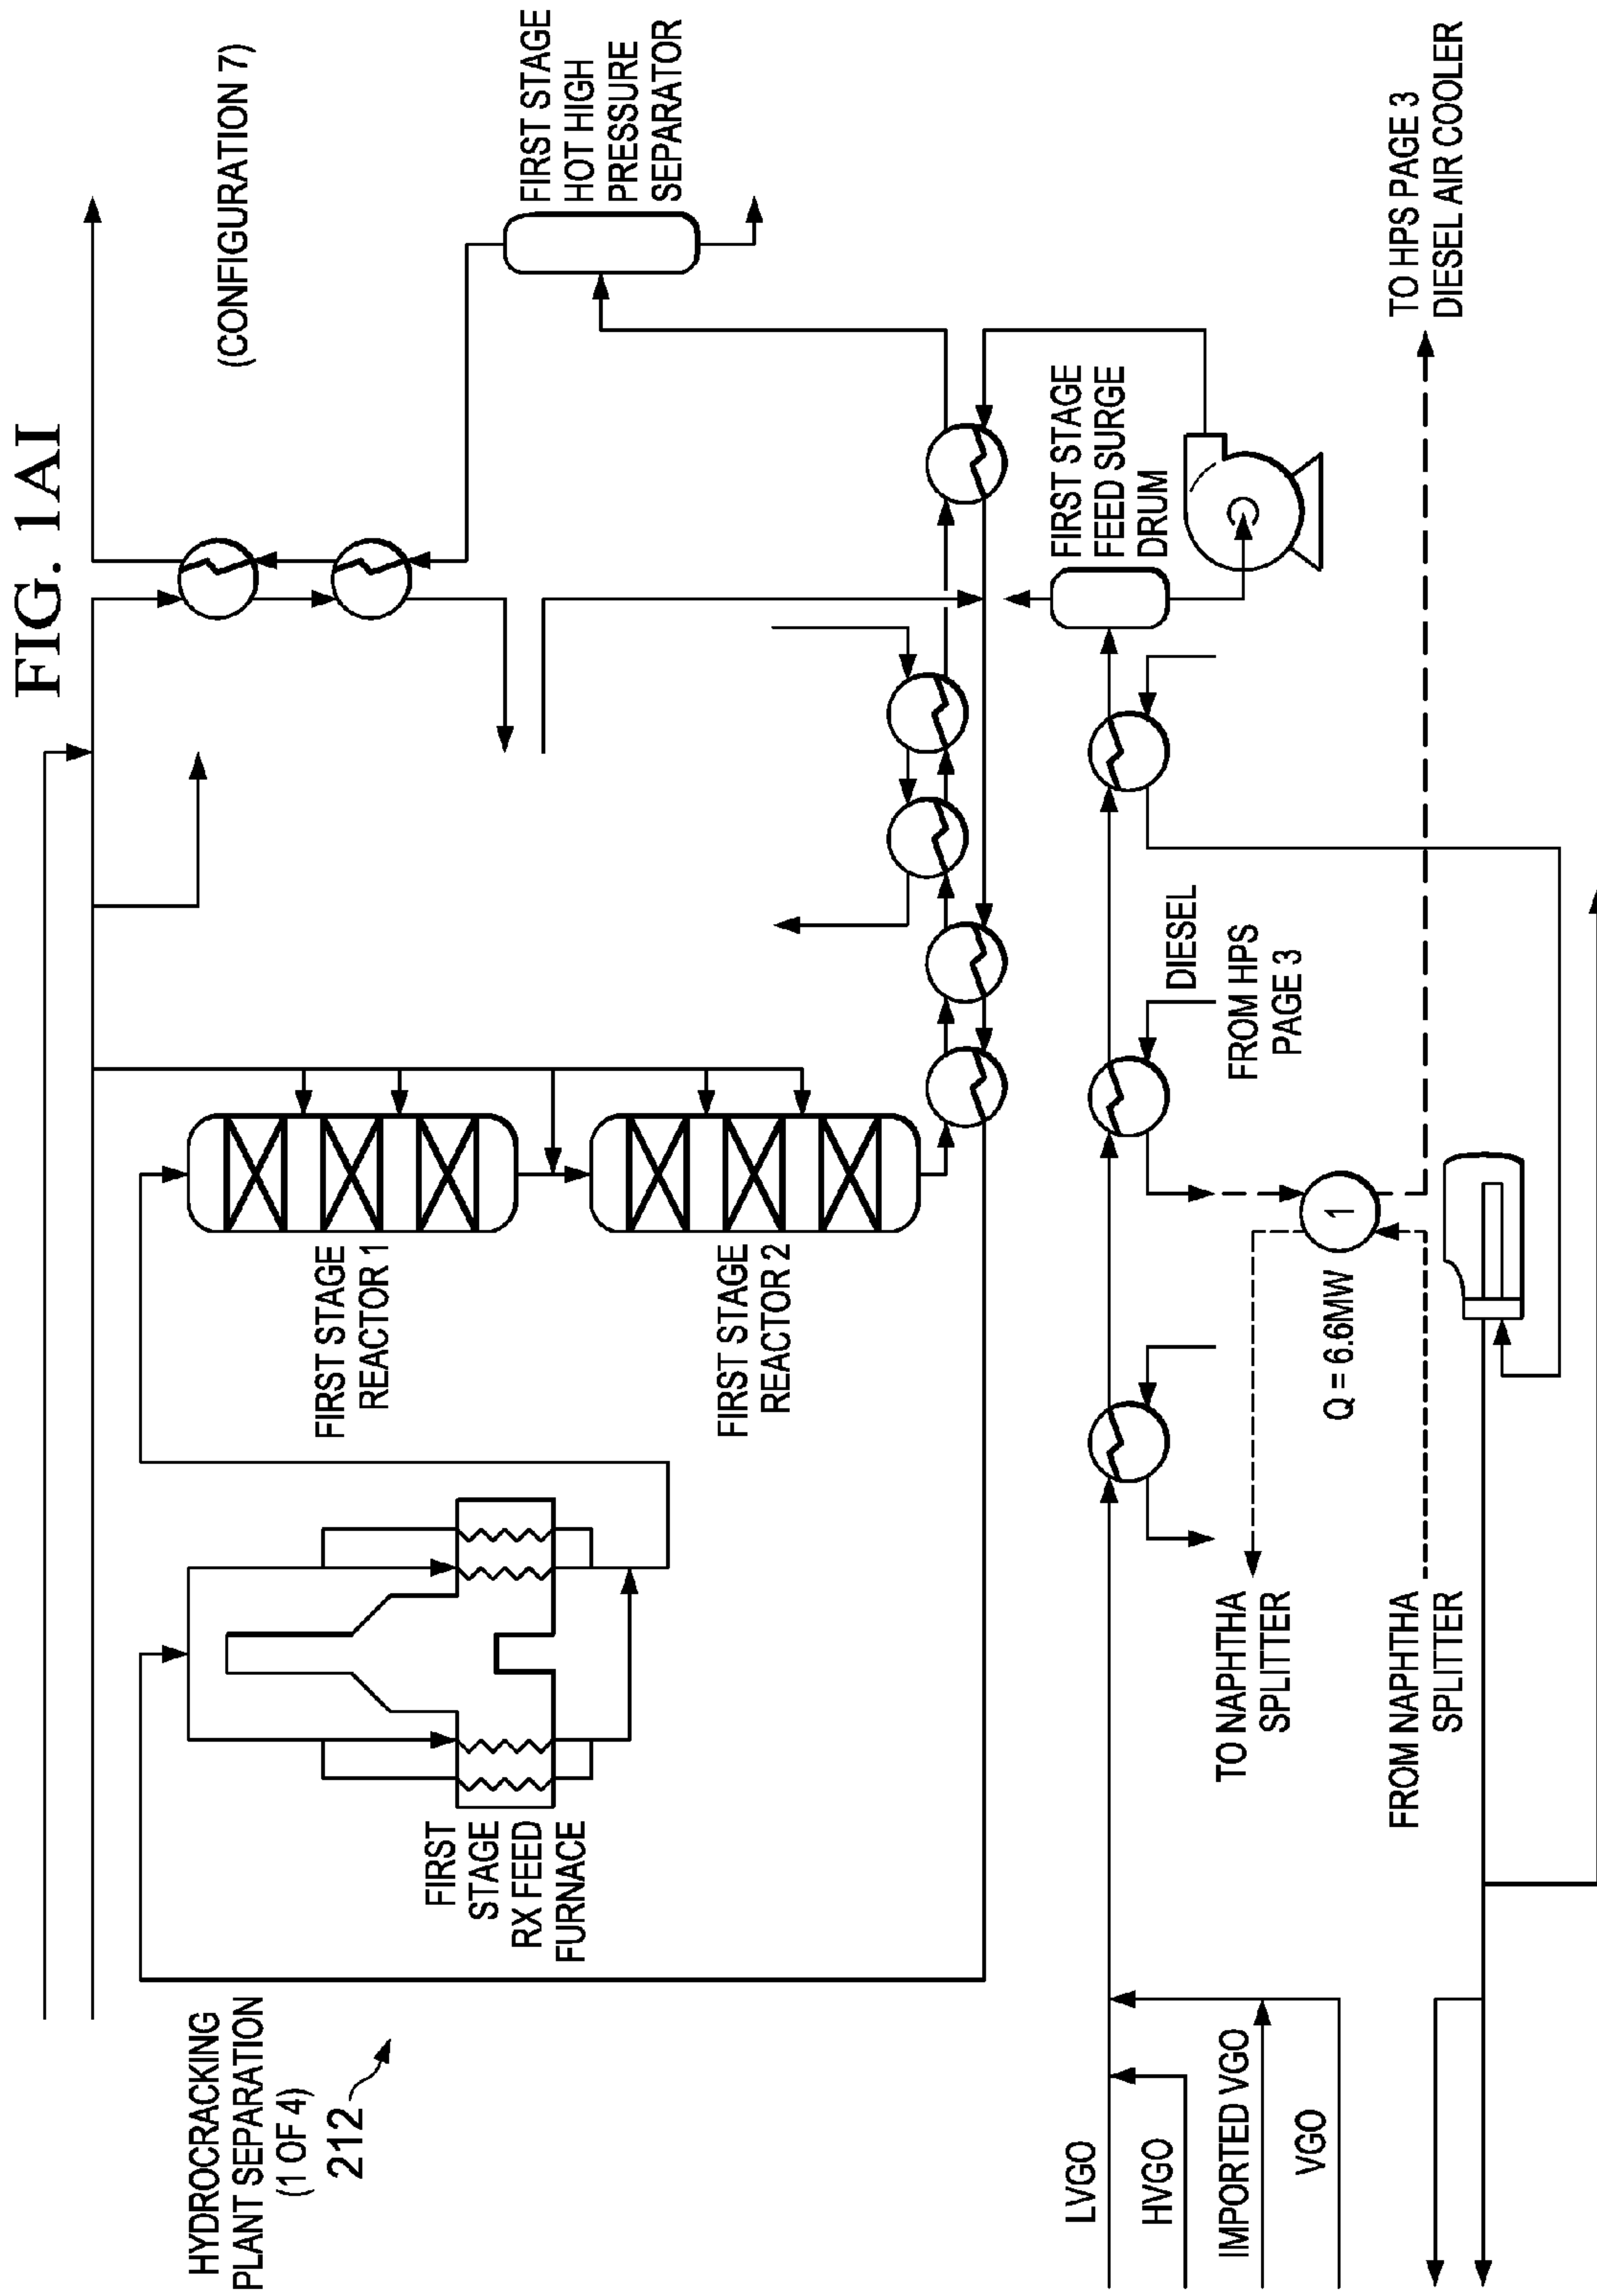 FIG. 1AI
(CONFIGURATION 7)
HYDROCRACKING
PLANT SEPARATION
(1 OF 4)
212
FIRST
STAGE
RX FEED
FURNACE
FIRST STAGE
REACTOR 1
FIRST STAGE
REACTOR 2
FIRST STAGE
HOT HIGH
PRESSURE
SEPARATOR
FIRST STAGE
FEED SURGE
DRUM
LVGO
HVGO
IMPORTED VGO
VGO
DIESEL
FROM HPS
PAGE 3
TO NAPHTHA
SPLITTER
Q = 6.6MW
1
FROM NAPHTHA
SPLITTER
TO HPS PAGE 3
DIESEL AIR COOLER